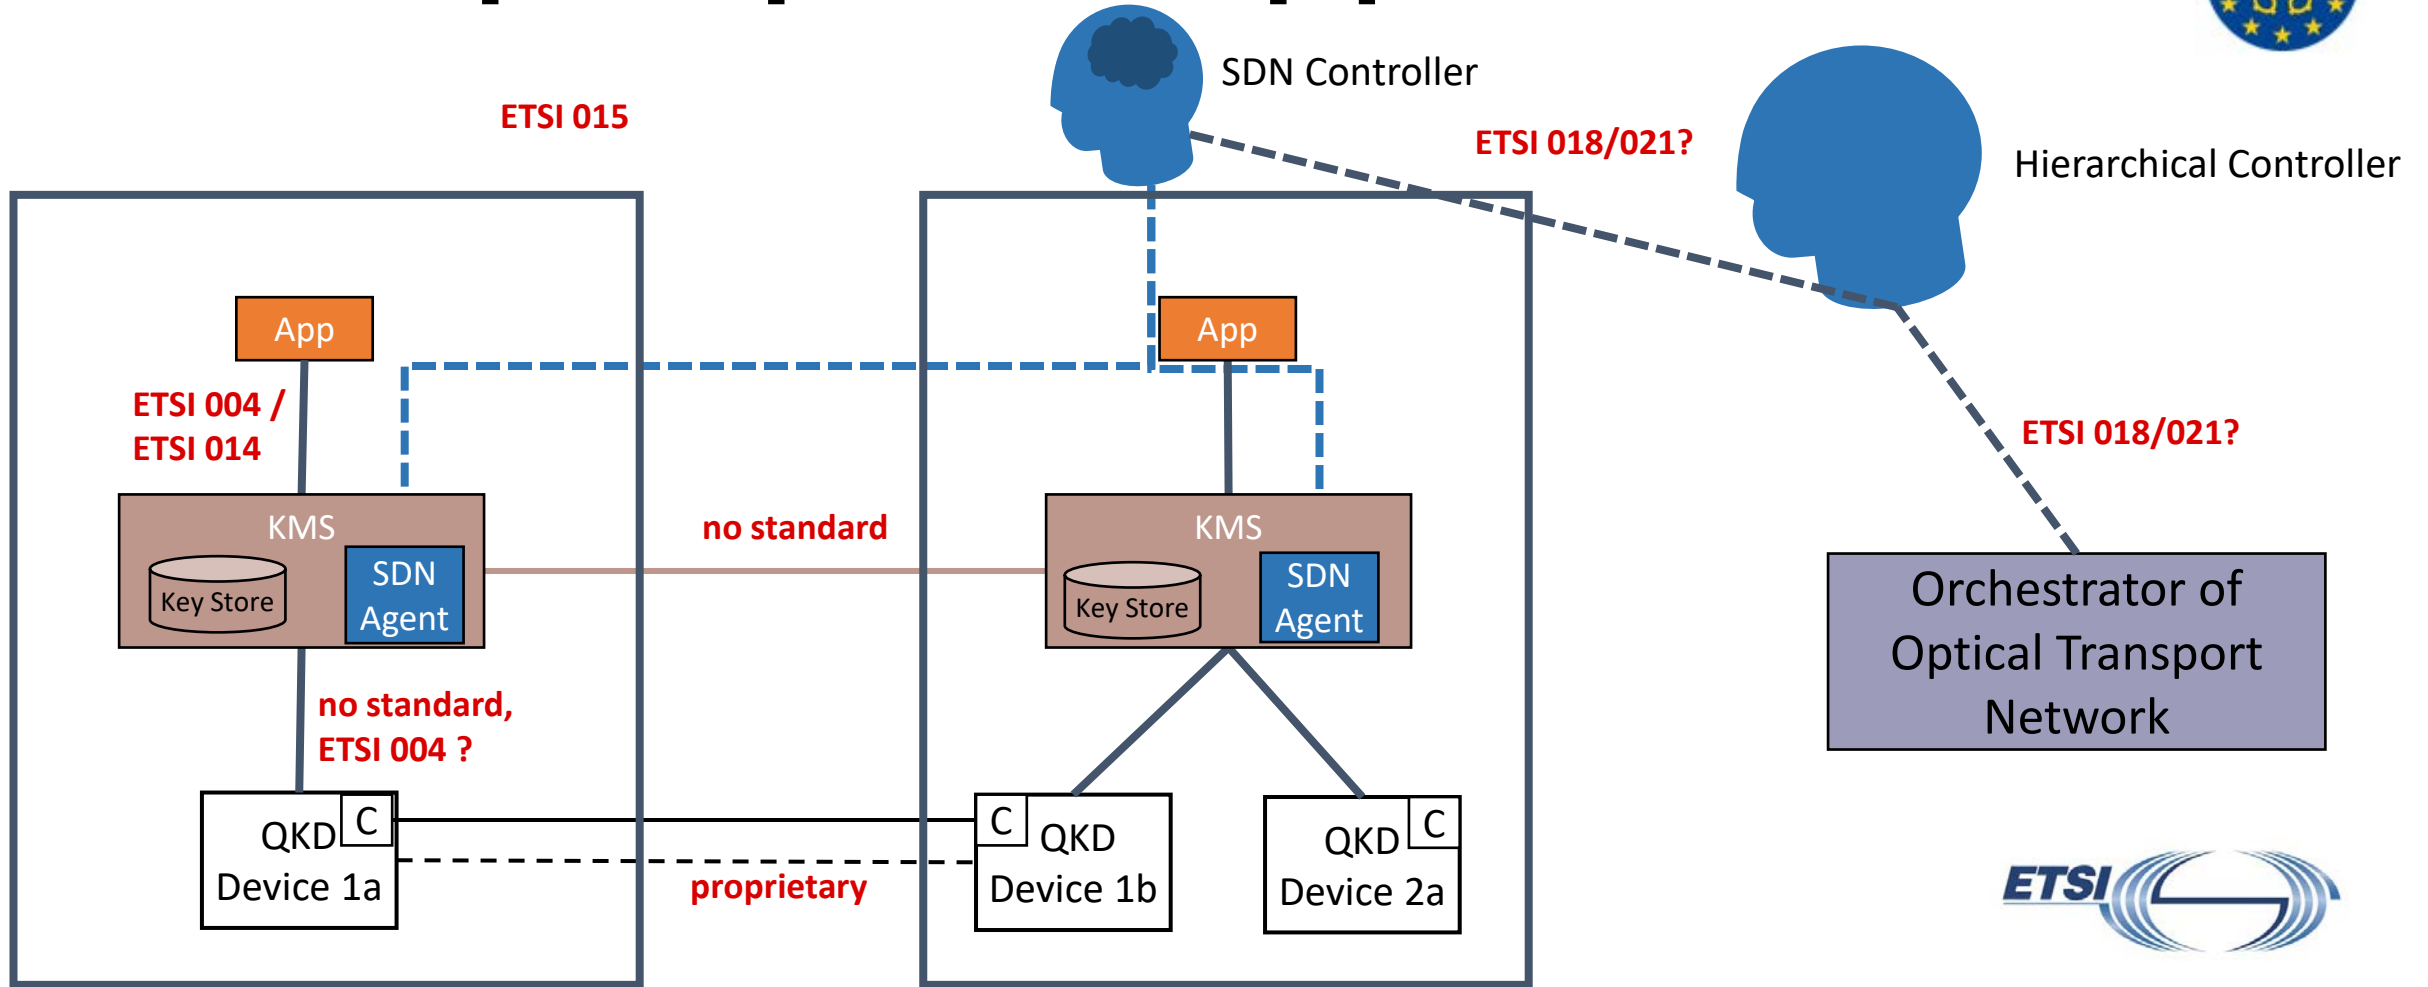 SDN Controller
ETSI 015
ETSI 018/021?
Hierarchical Controller
App
App
ETSI 004 /
ETSI 014
ETSI 018/021?
KMS
no standard
KMS
SDN
Agent
Key Store
SDN
Agent
Key Store
Orchestrator of
Optical Transport
Network
no standard,
ETSI 004 ?
C
QKD
Device 1a
C
QKD
Device 1b
C
QKD
Device 2a
proprietary
ETSI